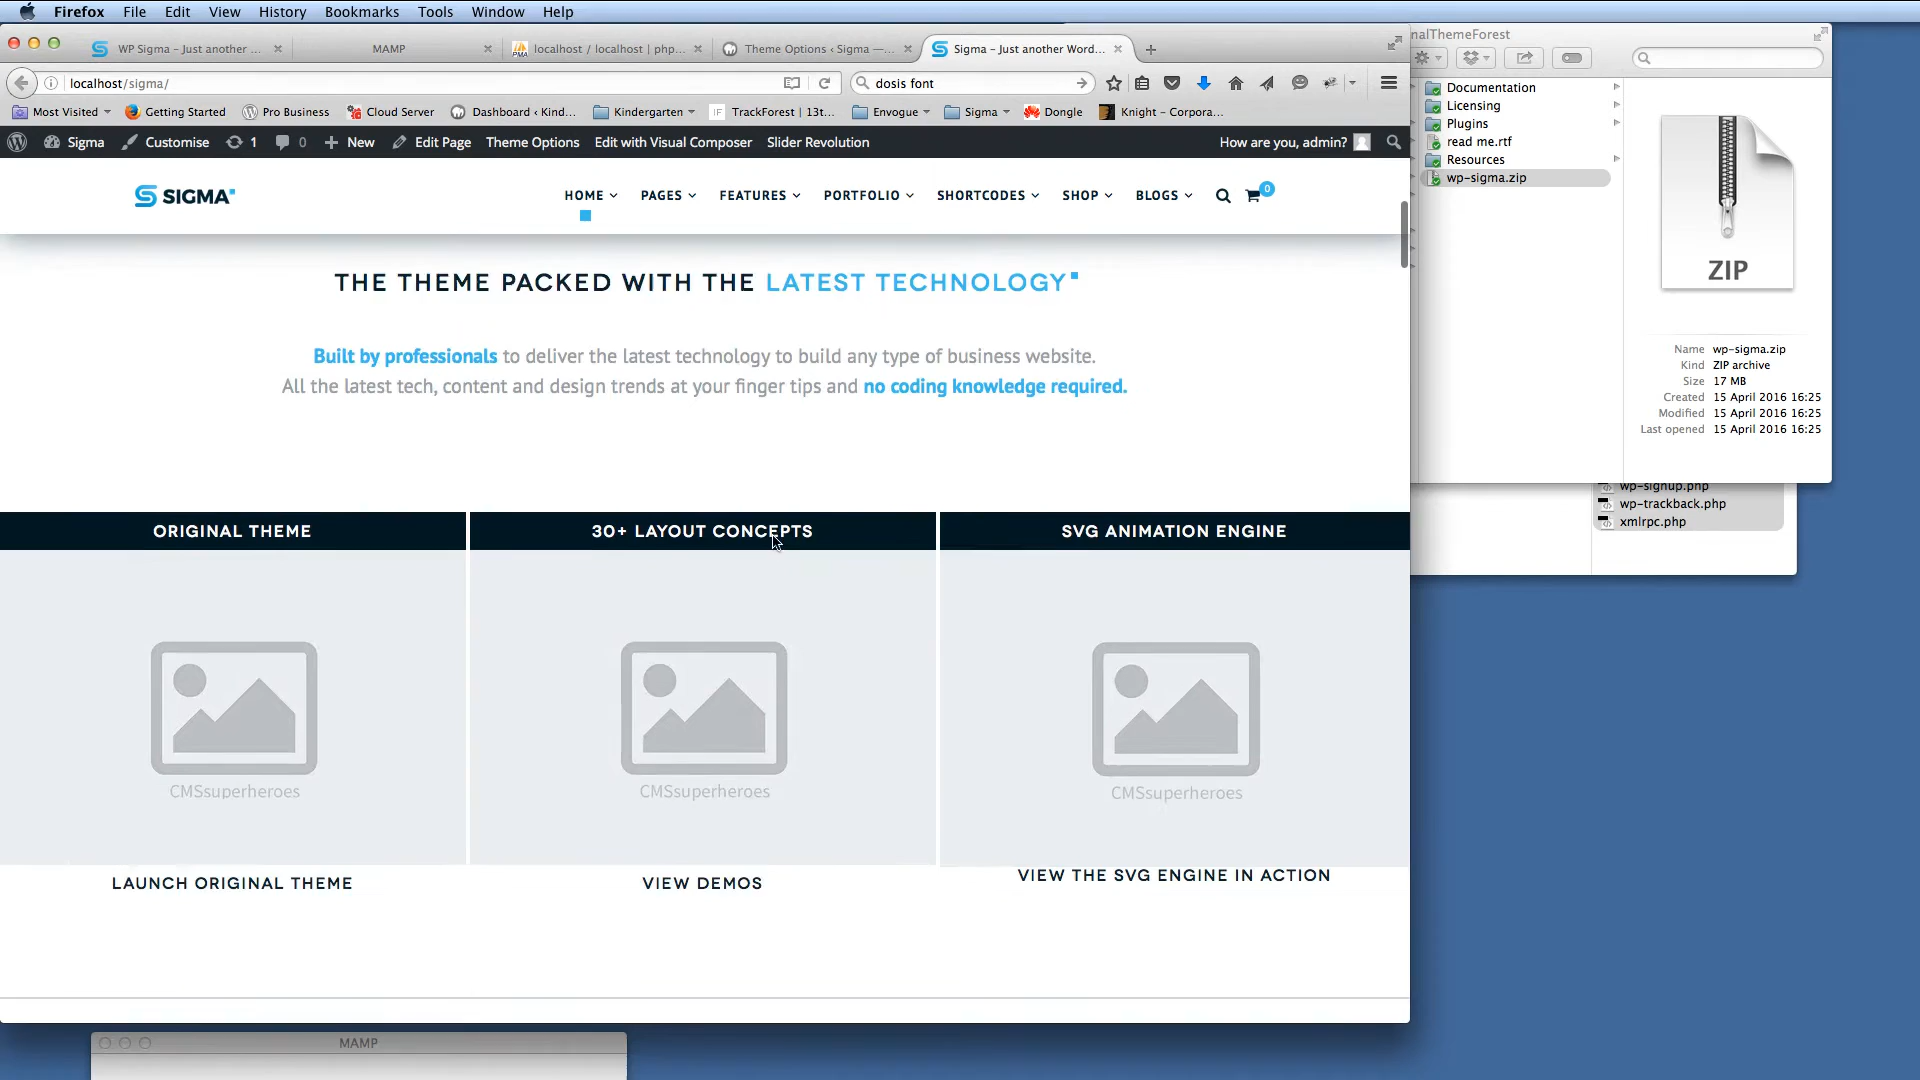 Firefox File Edit View History Bookmarks Tools Window Help
WP Sigma – Just another ...
MAMP
localhost / localhost | php...
Theme Options ‹ Sigma —...
Sigma – Just another Word...
localhost/sigma/
dosis font
Most Visited
Getting Started
Pro Business
Cloud Server
Dashboard ‹ Kind...
Kindergarten
TrackForest | 13t...
Envogue
Sigma
Dongle
Knight – Corpora...
Sigma
Customise
1
0
New
Edit Page
Theme Options
Edit with Visual Composer
Slider Revolution
How are you, admin?
SIGMA
HOME
PAGES
FEATURES
PORTFOLIO
SHORTCODES
SHOP
BLOGS
0
THE THEME PACKED WITH THE LATEST TECHNOLOGY
Built by professionals to deliver the latest technology to build any type of business website.
All the latest tech, content and design trends at your finger tips and no coding knowledge required.
ORIGINAL THEME
30+ LAYOUT CONCEPTS
SVG ANIMATION ENGINE
CMSsuperheroes
CMSsuperheroes
CMSsuperheroes
LAUNCH ORIGINAL THEME
VIEW DEMOS
VIEW THE SVG ENGINE IN ACTION
MAMP
nalThemeForest
Documentation
Licensing
Plugins
read me.rtf
Resources
wp-sigma.zip
ZIP
Name wp-sigma.zip
Kind ZIP archive
Size 17 MB
Created 15 April 2016 16:25
Modified 15 April 2016 16:25
Last opened 15 April 2016 16:25
wp-signup.php
wp-trackback.php
xmlrpc.php